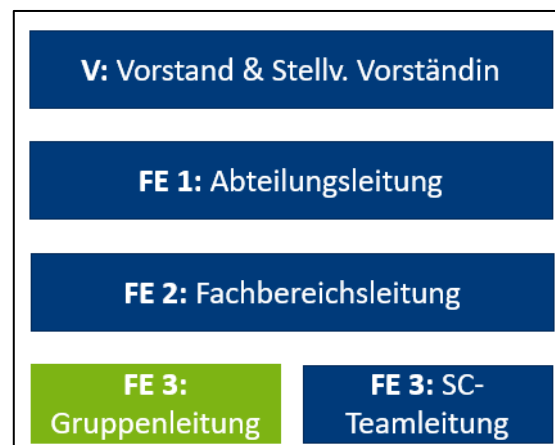 V: Vorstand & Stellv. Vorständin
FE 1: Abteilungsleitung
FE 2: Fachbereichsleitung
FE 3:
Gruppenleitung
FE 3: SC-
Teamleitung